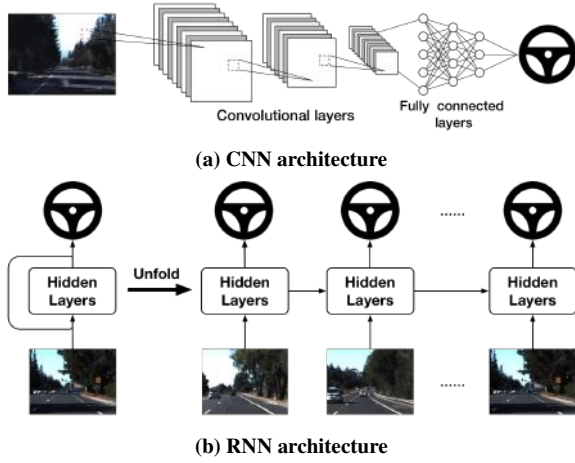 Convolutional layers
Fully connected
layers
(a) CNN architecture
......
Unfold
Hidden
Layers
Hidden
Layers
Hidden
Layers
Hidden
Layers
......
(b) RNN architecture